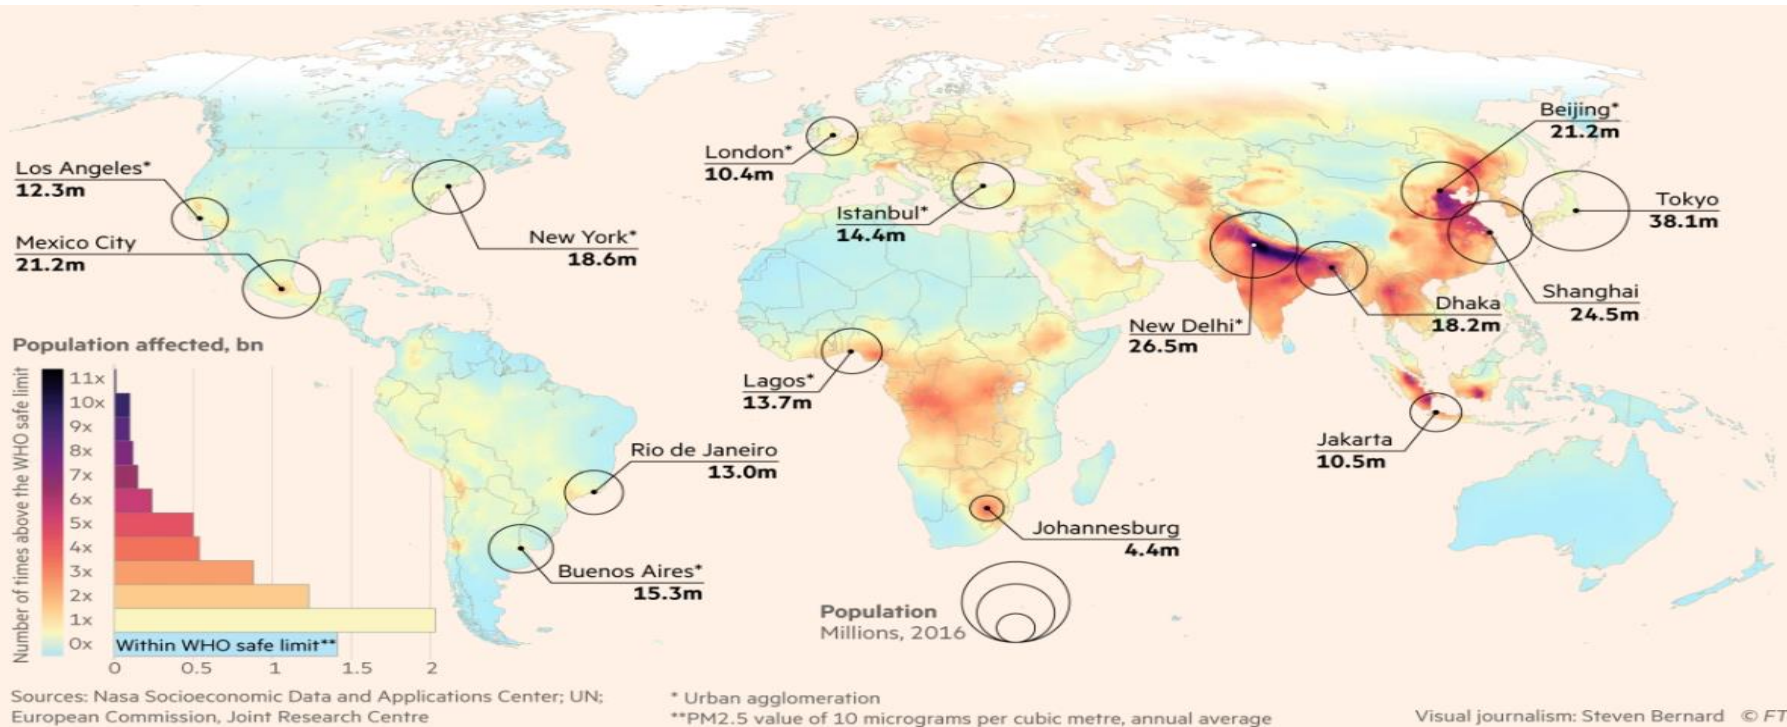 Los Angeles*
12.3m
Mexico City
21.2m
New York*
18.6m
London*
10.4m
Istanbul*
14.4m
Beijing*
21.2m
Tokyo
38.1m
Shanghai
24.5m
Dhaka
18.2m
New Delhi*
26.5m
Lagos*
13.7m
Jakarta
10.5m
Rio de Janeiro
13.0m
Johannesburg
4.4m
Buenos Aires*
15.3m
Population affected, bn
Number of times above the WHO safe limit
11x
10x
9x
8x
7x
6x
5x
4x
3x
2x
1x
0x
Within WHO safe limit**
0 0.5 1 1.5 2
Population
Millions, 2016
Sources: Nasa Socioeconomic Data and Applications Center; UN;
European Commission, Joint Research Centre
* Urban agglomeration
**PM2.5 value of 10 micrograms per cubic metre, annual average
Visual journalism: Steven Bernard © FT